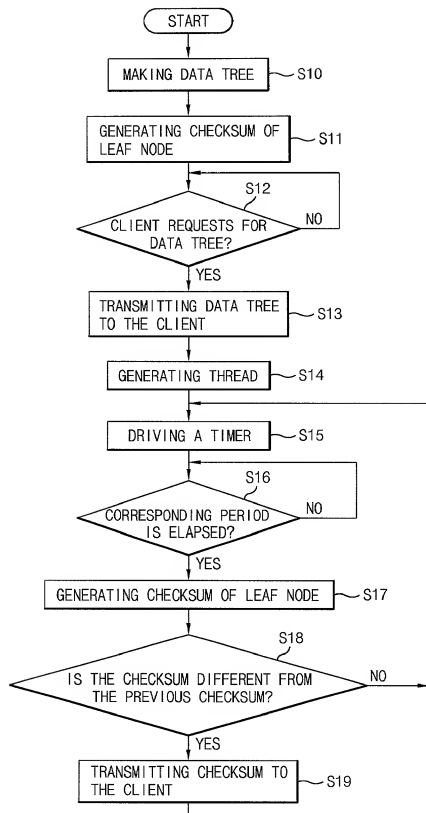 START
MAKING DATA TREE
S10
GENERATING CHECKSUM OF
LEAF NODE
S11
S12
CLIENT REQUESTS FOR
DATA TREE?
NO
YES
TRANSMITTING DATA TREE
TO THE CLIENT
S13
GENERATING THREAD
S14
DRIVING A TIMER
S15
S16
CORRESPONDING PERIOD
IS ELAPSED?
NO
YES
GENERATING CHECKSUM OF LEAF NODE
S17
S18
IS THE CHECKSUM DIFFERENT FROM
THE PREVIOUS CHECKSUM?
NO
YES
TRANSMITTING CHECKSUM TO
THE CLIENT
S19